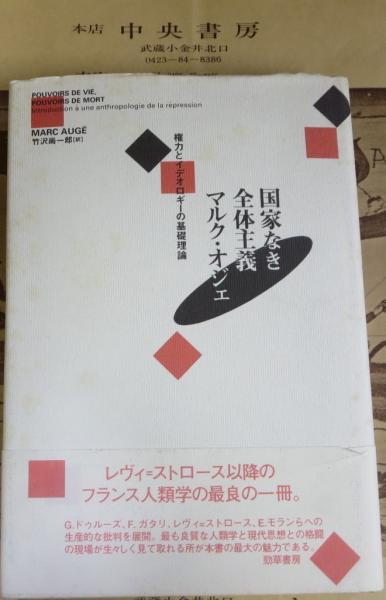 本店 中央書房
武蔵小金井北口
0423-84-8386
POUVOIRS DE VIE,
POUVOIRS DE MORT
Introduction à une anthropologie de la répression
MARC AUGÉ
竹沢尚一郎[訳]
国家なき
全体主義
マルク・オジェ
権力とイデオロギーの基礎理論
レヴィ=ストロース以降の
フランス人類学の最良の一冊。
G.ドゥルーズ、F.ガタリ、レヴィ=ストロース、E.モランらへの
生産的な批判を展開。最も良質な人類学と現代思想との格闘
の現場が生々しく見て取れる所が本書の最大の魅力である。
勁草書房
武蔵小金井北口